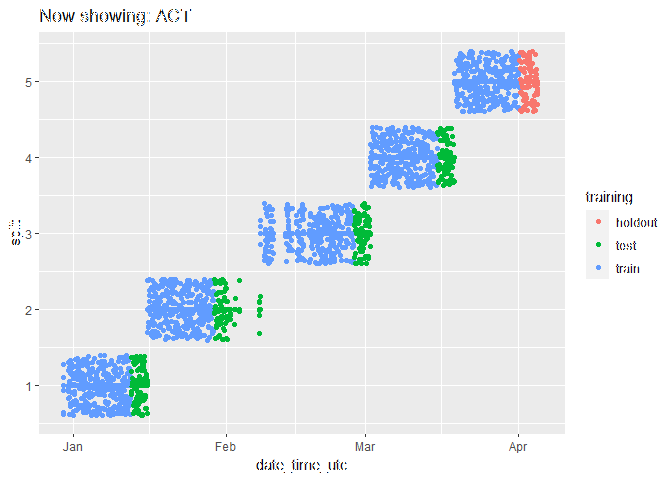 Now showing: ACT
5
4
3
2
1
split
Jan Feb Mar Apr
date_time_utc
training
holdout
test
train